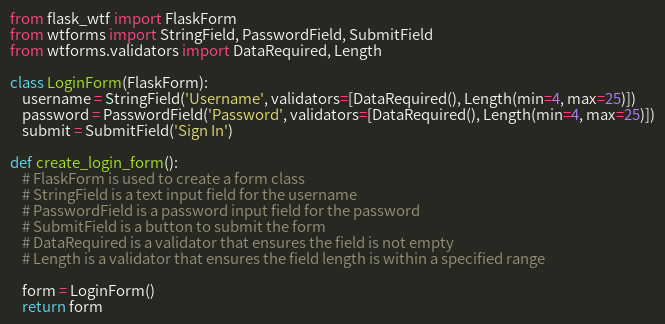 from flask_wtf import FlaskForm
from wtforms import StringField, PasswordField, SubmitField
from wtforms.validators import DataRequired, Length

class LoginForm(FlaskForm):
    username = StringField('Username', validators=[DataRequired(), Length(min=4, max=25)])
    password = PasswordField('Password', validators=[DataRequired(), Length(min=4, max=25)])
    submit = SubmitField('Sign In')

def create_login_form():
    # FlaskForm is used to create a form class
    # StringField is a text input field for the username
    # PasswordField is a password input field for the password
    # SubmitField is a button to submit the form
    # DataRequired is a validator that ensures the field is not empty
    # Length is a validator that ensures the field length is within a specified range

    form = LoginForm()
    return form